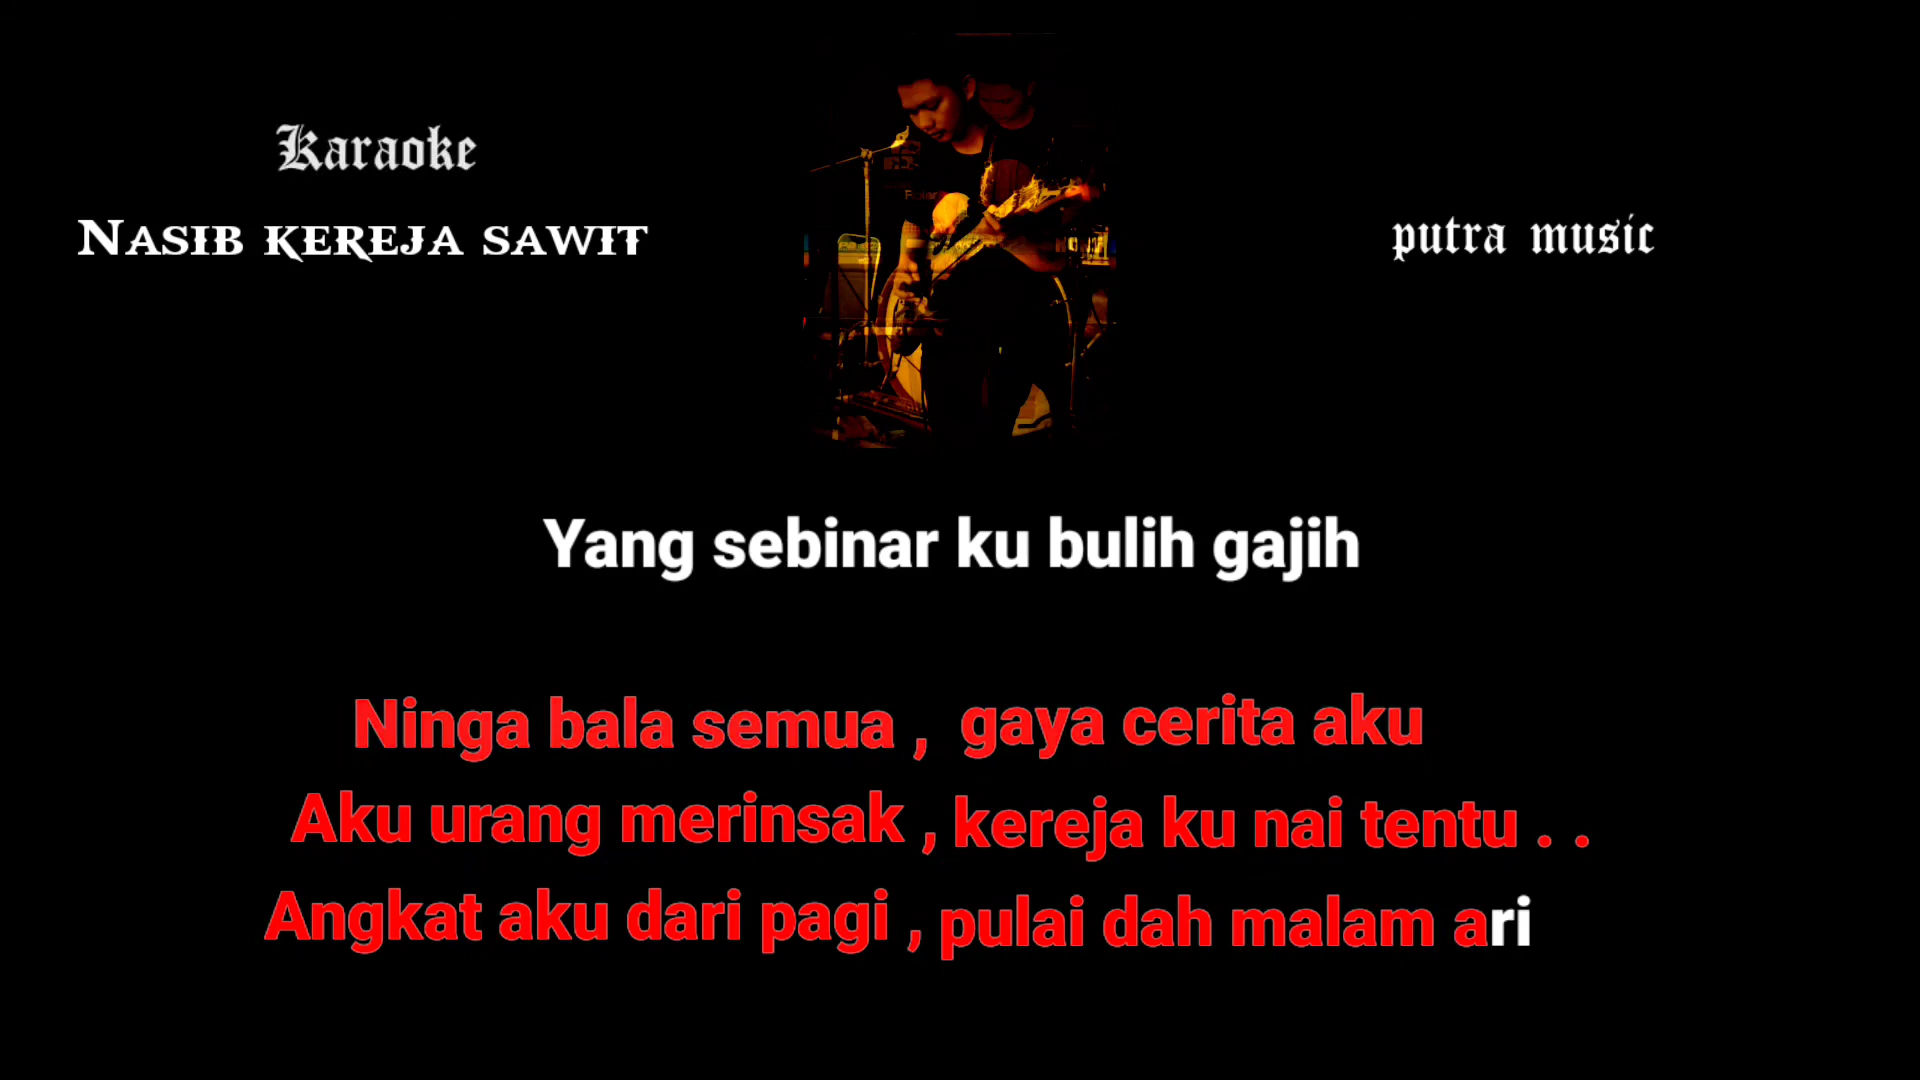 Karaoke
NASIB KEREJA SAWIT
putra music
Yang sebinar ku bulih gajih
Ninga bala semua , gaya cerita aku
Aku urang merinsak , kereja ku nai tentu . .
Angkat aku dari pagi , pulai dah malam ari